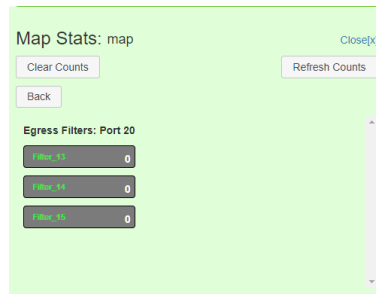 Map Stats: map
Close[x]
Clear Counts
Refresh Counts
Back
Egress Filters: Port 20
Filter_13 0
Filter_14 0
Filter_15 0